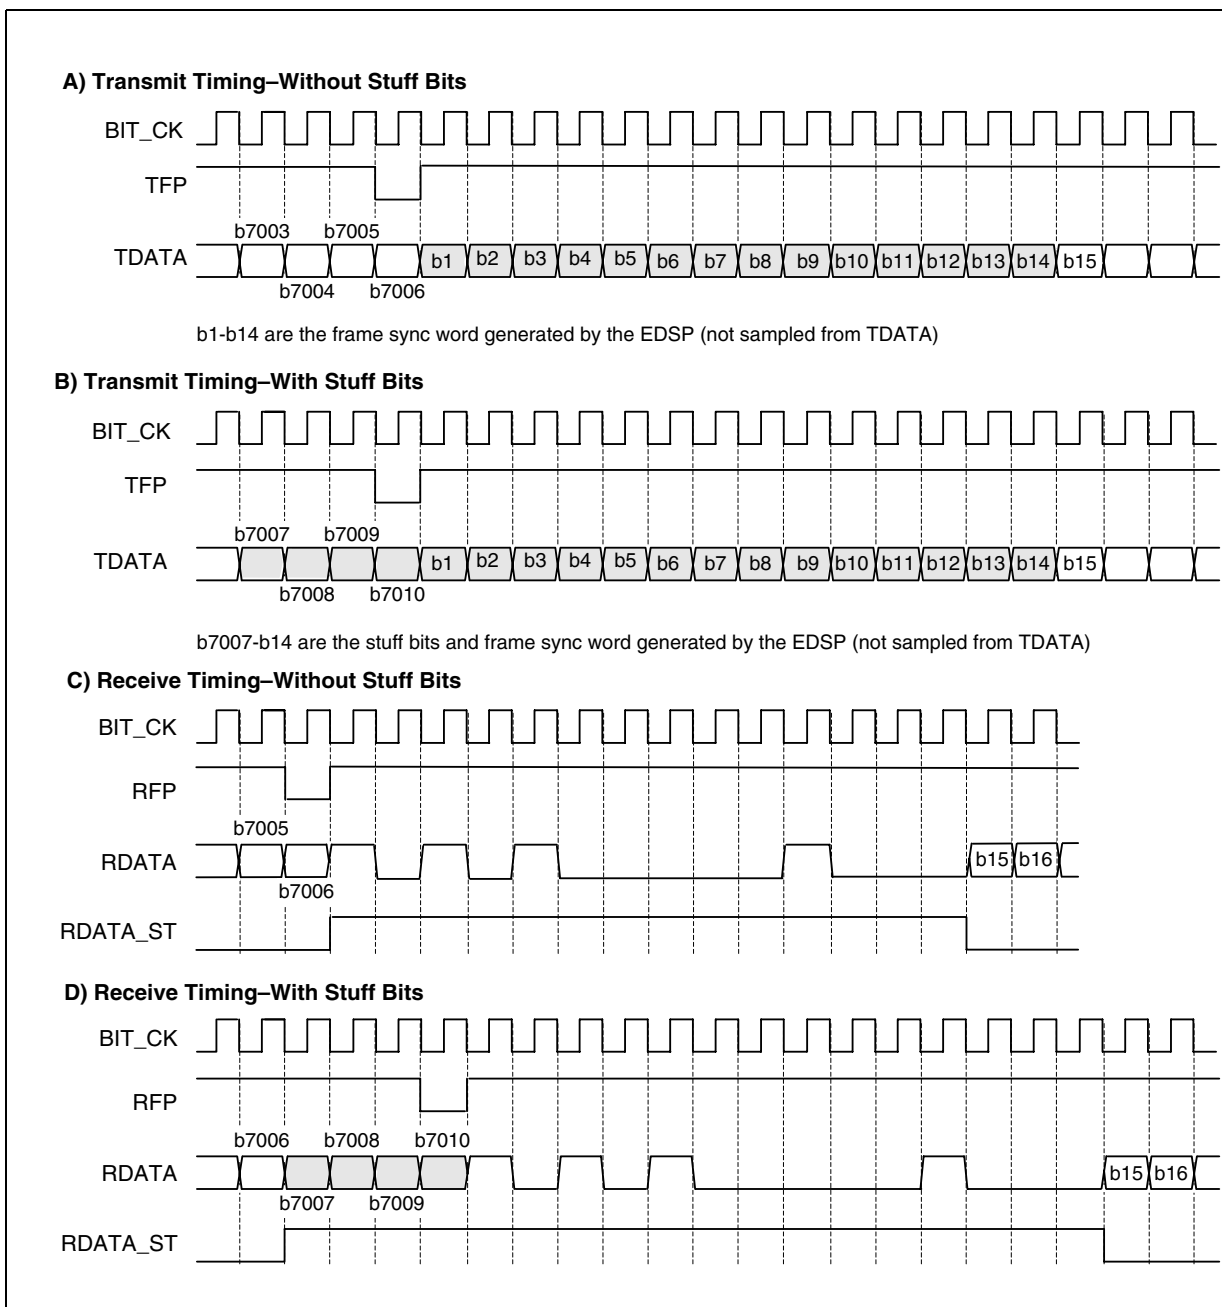 A) Transmit Timing–Without Stuff Bits
BIT_CK
TFP
b7003 b7005
TDATA b1 b2 b3 b4 b5 b6 b7 b8 b9 b10 b11 b12 b13 b14 b15
b7004 b7006
b1-b14 are the frame sync word generated by the EDSP (not sampled from TDATA)
B) Transmit Timing–With Stuff Bits
BIT_CK
TFP
b7007 b7009
TDATA b1 b2 b3 b4 b5 b6 b7 b8 b9 b10 b11 b12 b13 b14 b15
b7008 b7010
b7007-b14 are the stuff bits and frame sync word generated by the EDSP (not sampled from TDATA)
C) Receive Timing–Without Stuff Bits
BIT_CK
RFP
b7005
RDATA b15 b16
b7006
RDATA_ST
D) Receive Timing–With Stuff Bits
BIT_CK
RFP
b7006 b7008 b7010
RDATA b15 b16
b7007 b7009
RDATA_ST